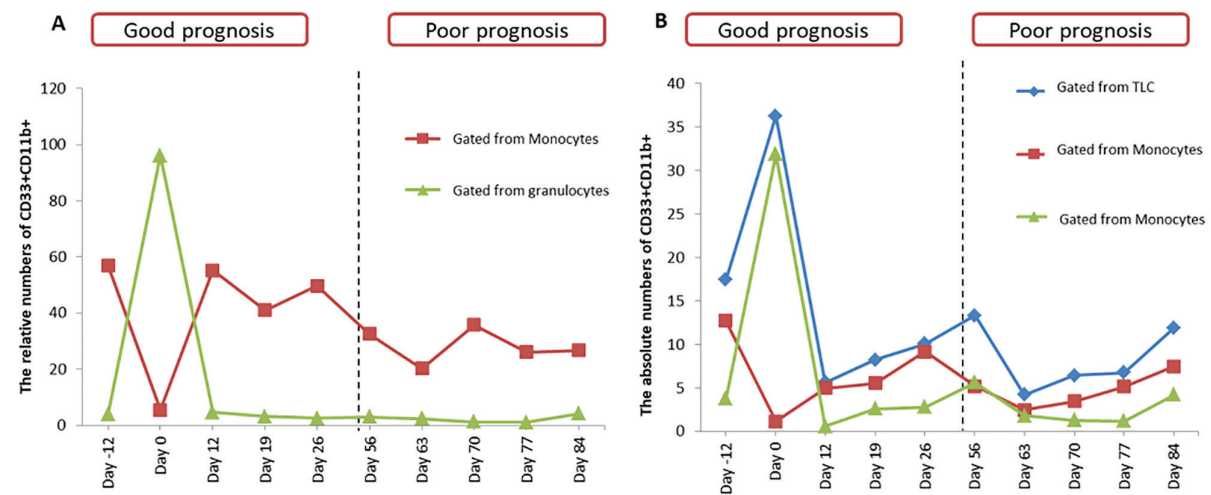 A
Good prognosis
Poor prognosis
The relative numbers of CD33+CD11b+
120
100
80
60
40
20
0
Gated from Monocytes
Gated from granulocytes
Day -12
Day 0
Day 12
Day 19
Day 26
Day 56
Day 63
Day 70
Day 77
Day 84
B
Good prognosis
Poor prognosis
The absolute numbers of CD33+CD11b+
40
35
30
25
20
15
10
5
0
Gated from TLC
Gated from Monocytes
Gated from Monocytes
Day -12
Day 0
Day 12
Day 19
Day 26
Day 56
Day 63
Day 70
Day 77
Day 84